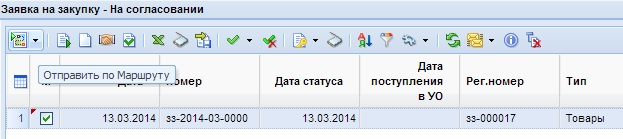 Заявка на закупку - На согласовании
Отправить по Маршруту
Номер Дата статуса Дата поступления в УО Рег.номер Тип
1 13.03.2014 зз-2014-03-0000 13.03.2014 зз-000017 Товары